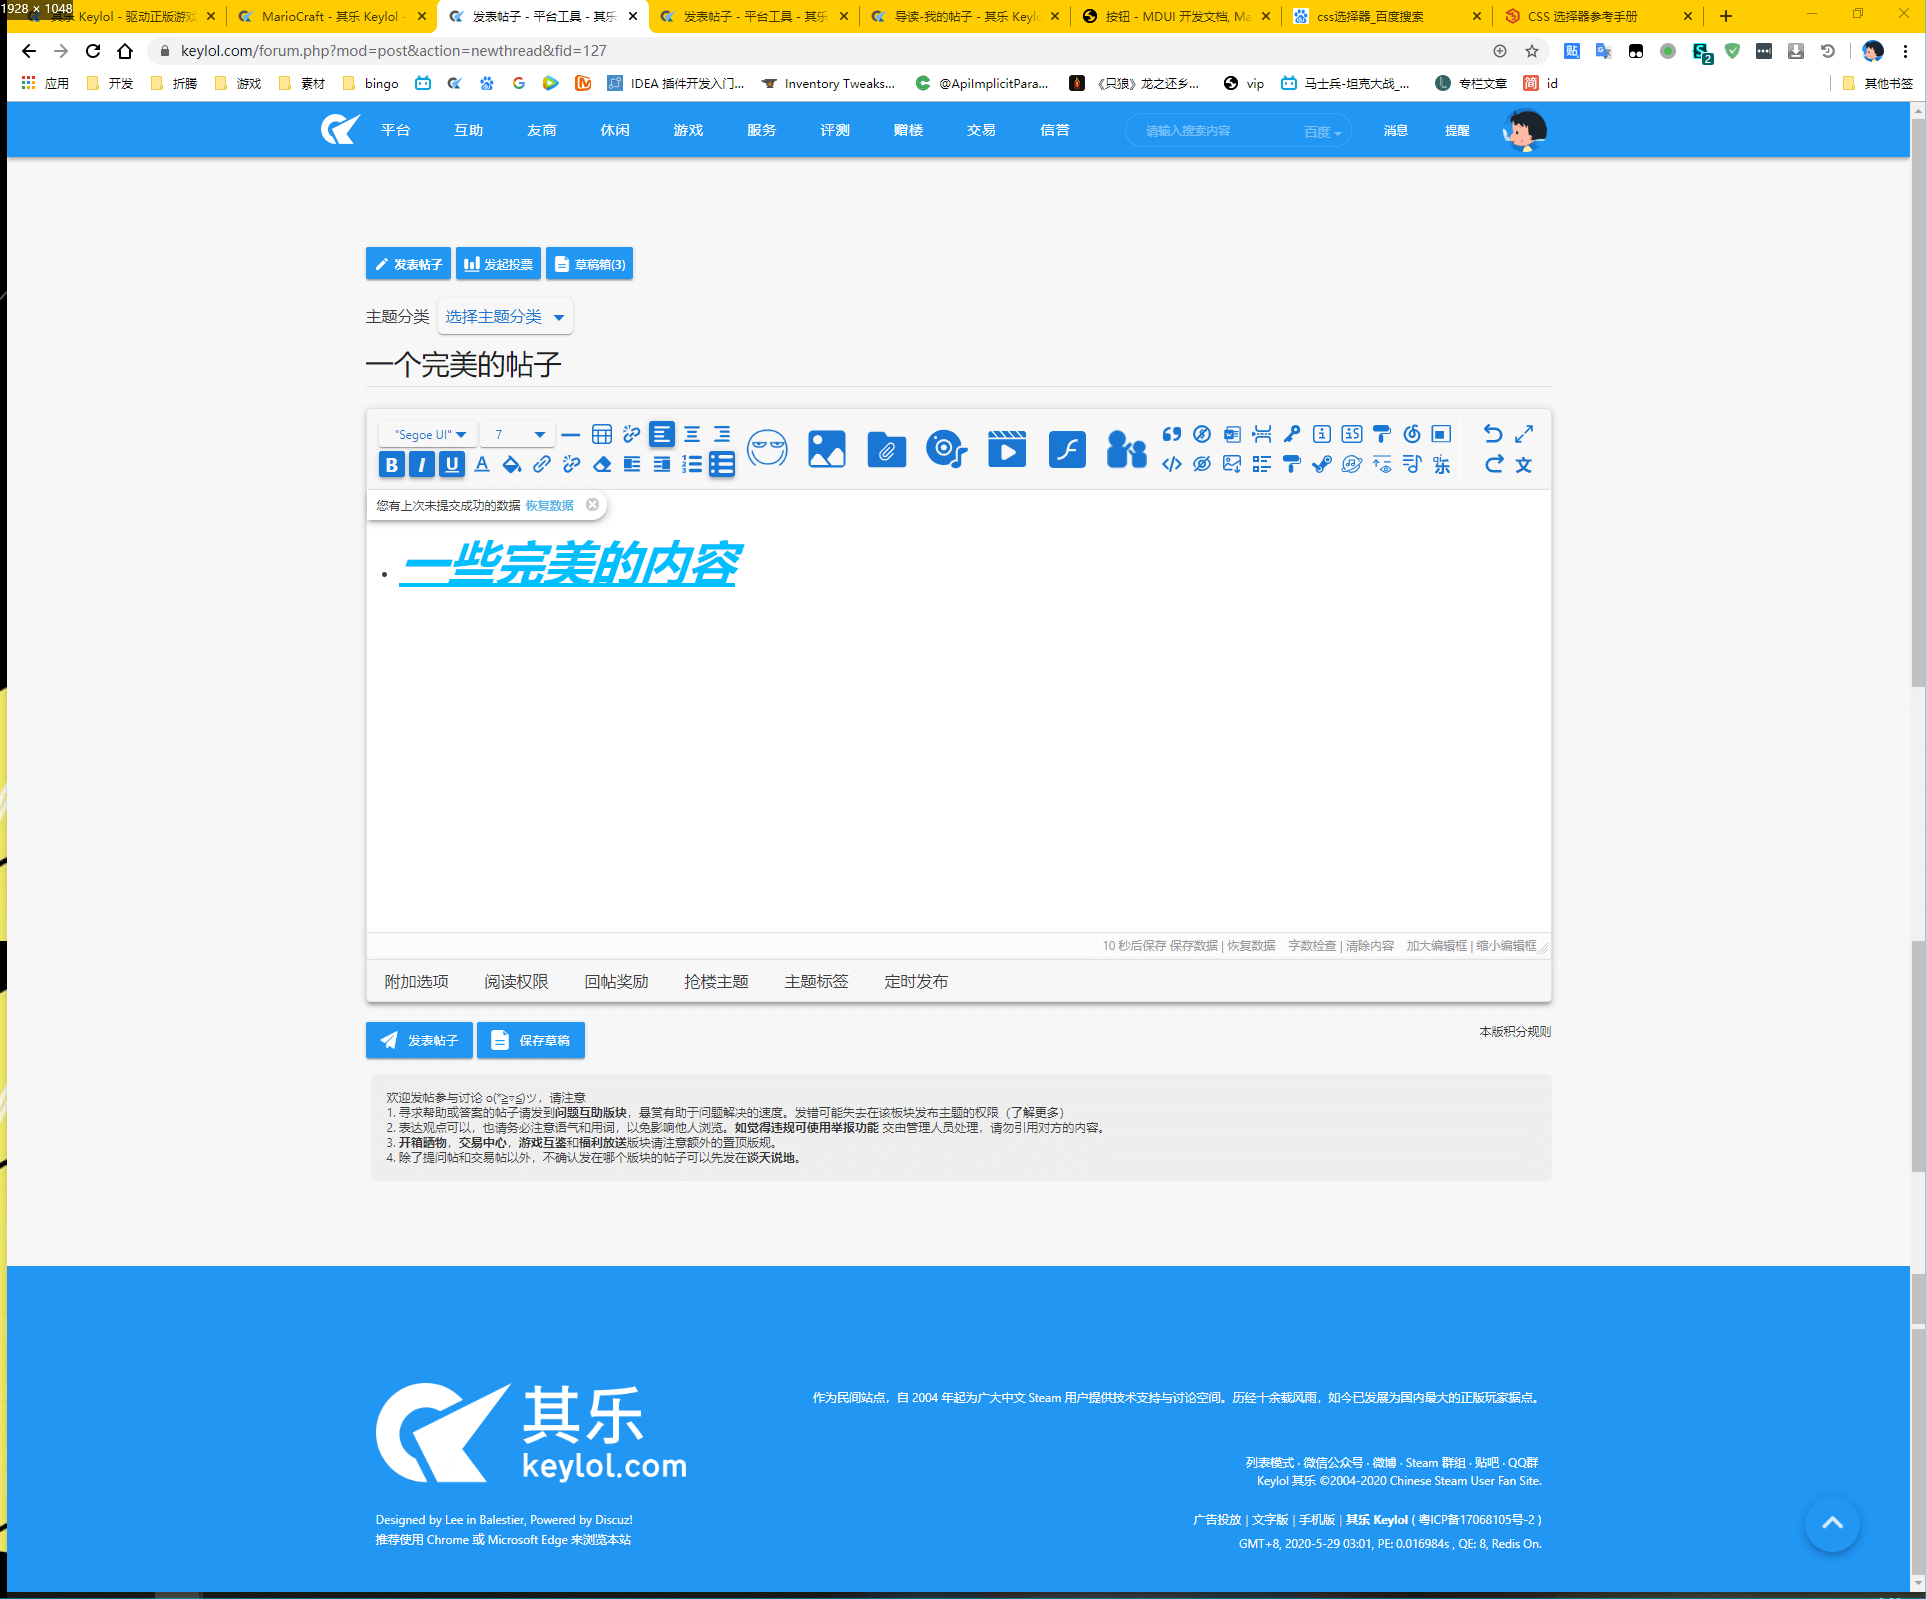 1928 × 1048
其乐 Keylol - 驱动正版游戏
MarioCraft - 其乐 Keylol -
发表帖子 - 平台工具 - 其乐
发表帖子 - 平台工具 - 其乐
导读-我的帖子 - 其乐 Keylo
按钮 - MDUI 开发文档, Ma
css选择器_百度搜索
CSS 选择器参考手册
keylol.com/forum.php?mod=post&action=newthread&fid=127
应用 开发 折腾 游戏 素材 bingo IDEA 插件开发入门... Inventory Tweaks... @ApiImplicitPara... 《只狼》龙之还乡... vip 马士兵-坦克大战_... 专栏文章 id 其他书签
平台 互助 友商 休闲 游戏 服务 评测 赠楼 交易 信誉 请输入搜索内容 百度 消息 提醒
发表帖子 发起投票 草稿箱(3)
主题分类 选择主题分类
一个完美的帖子
"Segoe UI" 7
B I U A
您有上次未提交成功的数据 恢复数据
一些完美的内容
10 秒后保存 保存数据 | 恢复数据 字数检查 | 清除内容 加大编辑框 | 缩小编辑框
附加选项 阅读权限 回帖奖励 抢楼主题 主题标签 定时发布
发表帖子 保存草稿 本版积分规则
欢迎发帖参与讨论 o(*≧▽≦)ツ，请注意
1. 寻求帮助或答案的帖子请发到问题互助版块，悬赏有助于问题解决的速度。发错可能失去在该板块发布主题的权限（了解更多）
2. 表达观点可以，也请务必注意语气和用词，以免影响他人浏览。如觉得违规可使用举报功能 交由管理人员处理，请勿引用对方的内容。
3. 开箱晒物，交易中心，游戏互鉴和福利放送版块请注意额外的置顶版规。
4. 除了提问帖和交易帖以外，不确认发在哪个版块的帖子可以先发在谈天说地。
其乐
keylol.com
作为民间站点，自 2004 年起为广大中文 Steam 用户提供技术支持与讨论空间。历经十余载风雨，如今已发展为国内最大的正版玩家据点。
列表模式 · 微信公众号 · 微博 · Steam 群组 · 贴吧 · QQ群
Keylol 其乐 ©2004-2020 Chinese Steam User Fan Site.
Designed by Lee in Balestier, Powered by Discuz!
推荐使用 Chrome 或 Microsoft Edge 来浏览本站
广告投放 | 文字版 | 手机版 | 其乐 Keylol ( 粤ICP备17068105号-2 )
GMT+8, 2020-5-29 03:01, PE: 0.016984s , QE: 8, Redis On.